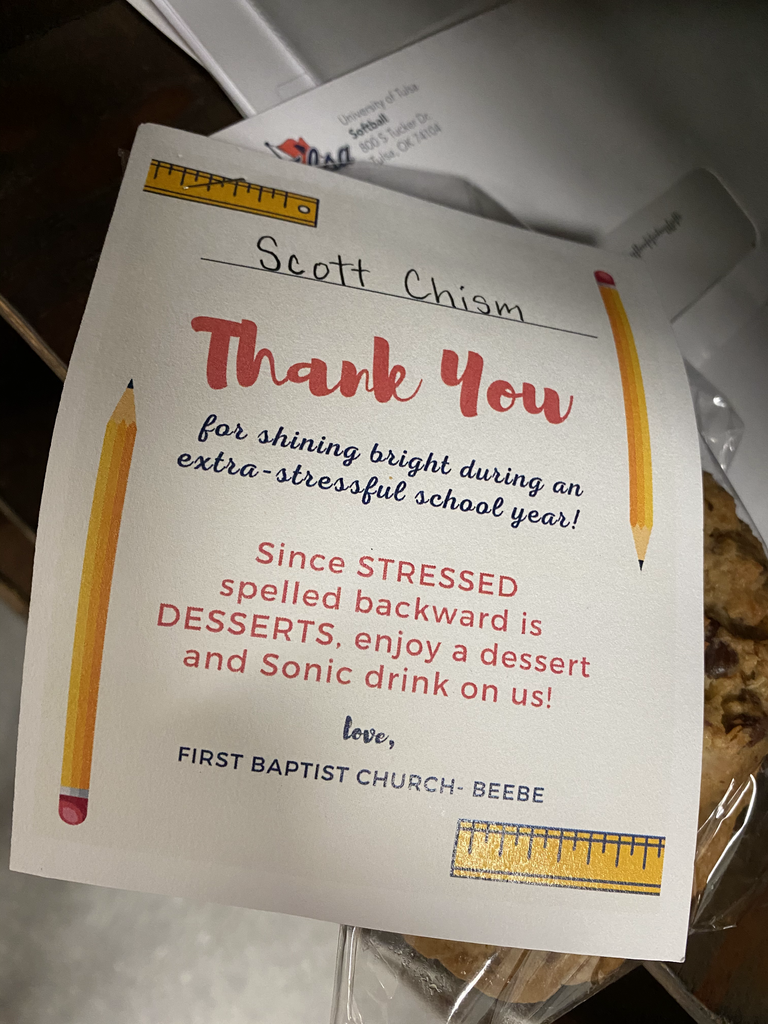 University of Tulsa
Softball
800 S Tucker Dr.
Tulsa, OK 74104
Scott Chism
Thank You
for shining bright during an
extra-stressful school year!
Since STRESSED
spelled backward is
DESSERTS, enjoy a dessert
and Sonic drink on us!
love,
FIRST BAPTIST CHURCH- BEEBE